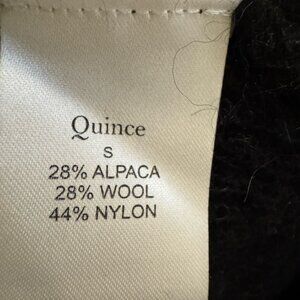 Quince
S
28% ALPACA
28% WOOL
44% NYLON